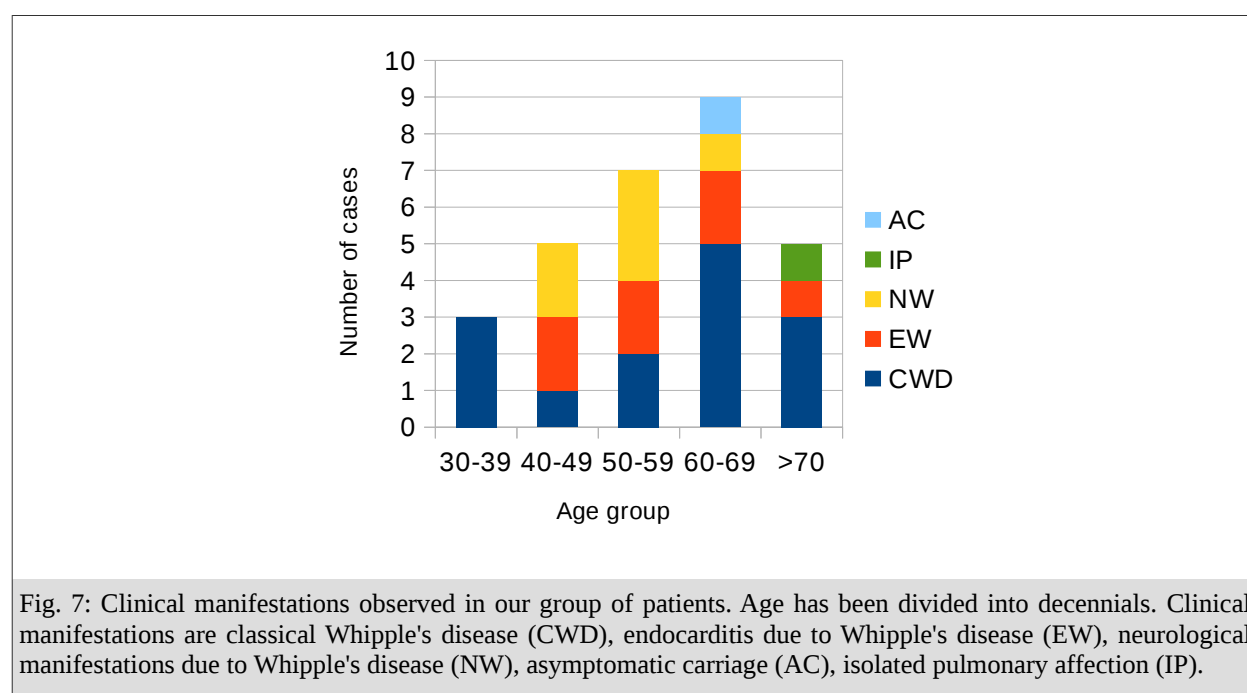 10
9
8
7
6
5
4
3
2
1
0
Number of cases
30-39 40-49 50-59 60-69 >70
Age group
AC
IP
NW
EW
CWD
Fig. 7: Clinical manifestations observed in our group of patients. Age has been divided into decennials. Clinical
manifestations are classical Whipple's disease (CWD), endocarditis due to Whipple's disease (EW), neurological
manifestations due to Whipple's disease (NW), asymptomatic carriage (AC), isolated pulmonary affection (IP).